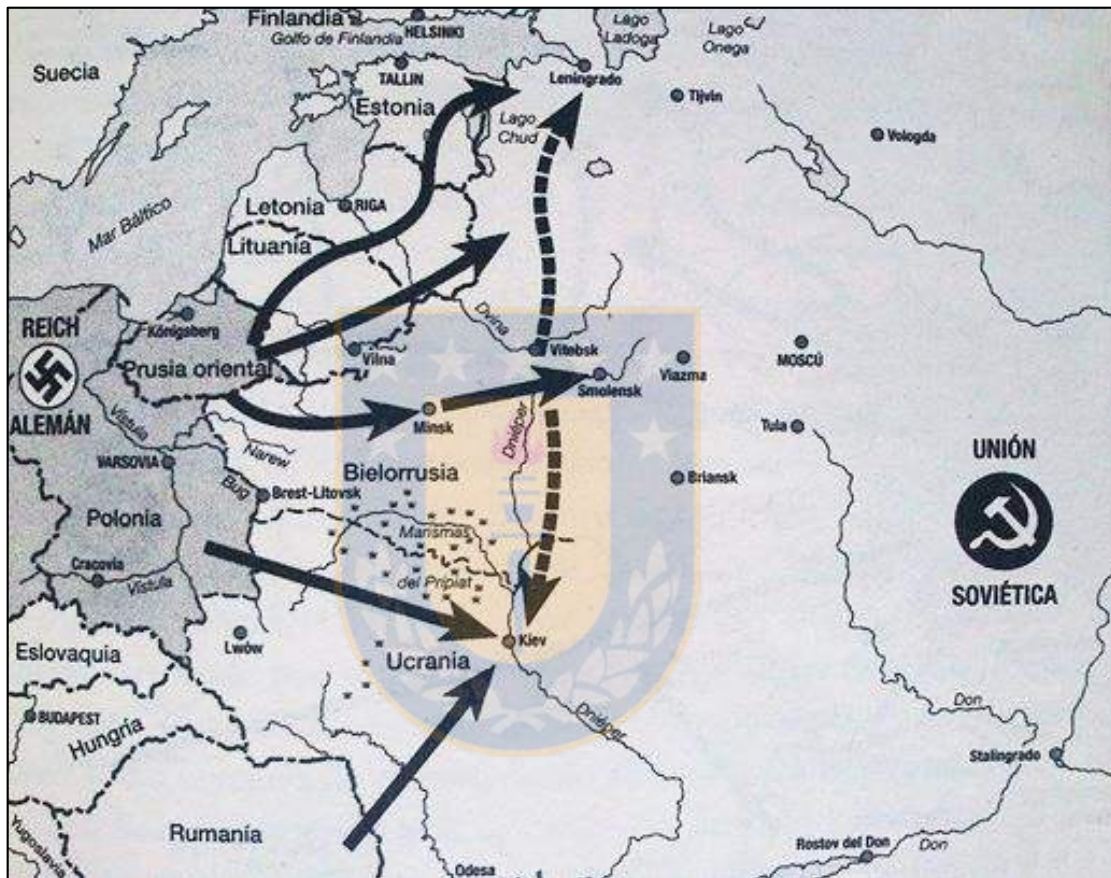 Finlandia
HELSINKI
Golfo de Finlandia
Lago
Ladoga
Lago
Onega
Suecia
TALLIN
Estonia
Leningrado
Tijvin
Lago
Chud
Vologda
Mar Báltico
Letonia
RIGA
Lituania
REICH
ALEMÁN
Königsberg
Prusia oriental
Vilna
Dvina
Vitebsk
Smolensk
Viazma
MOSCÚ
Minsk
Dniéper
Tula
UNIÓN
SOVIÉTICA
Vístula
VARSOVIA
Narew
Bug
Brest-Litovsk
Bielorrusia
Briansk
Polonia
Marismas
del Pripiat
Cracovia
Vístula
Lwów
Kiev
Eslovaquia
Ucrania
BUDAPEST
Hungría
Dniéper
Don
Stalingrado
Rumanía
Yugoslavia
Odesa
Rostov del Don
Don